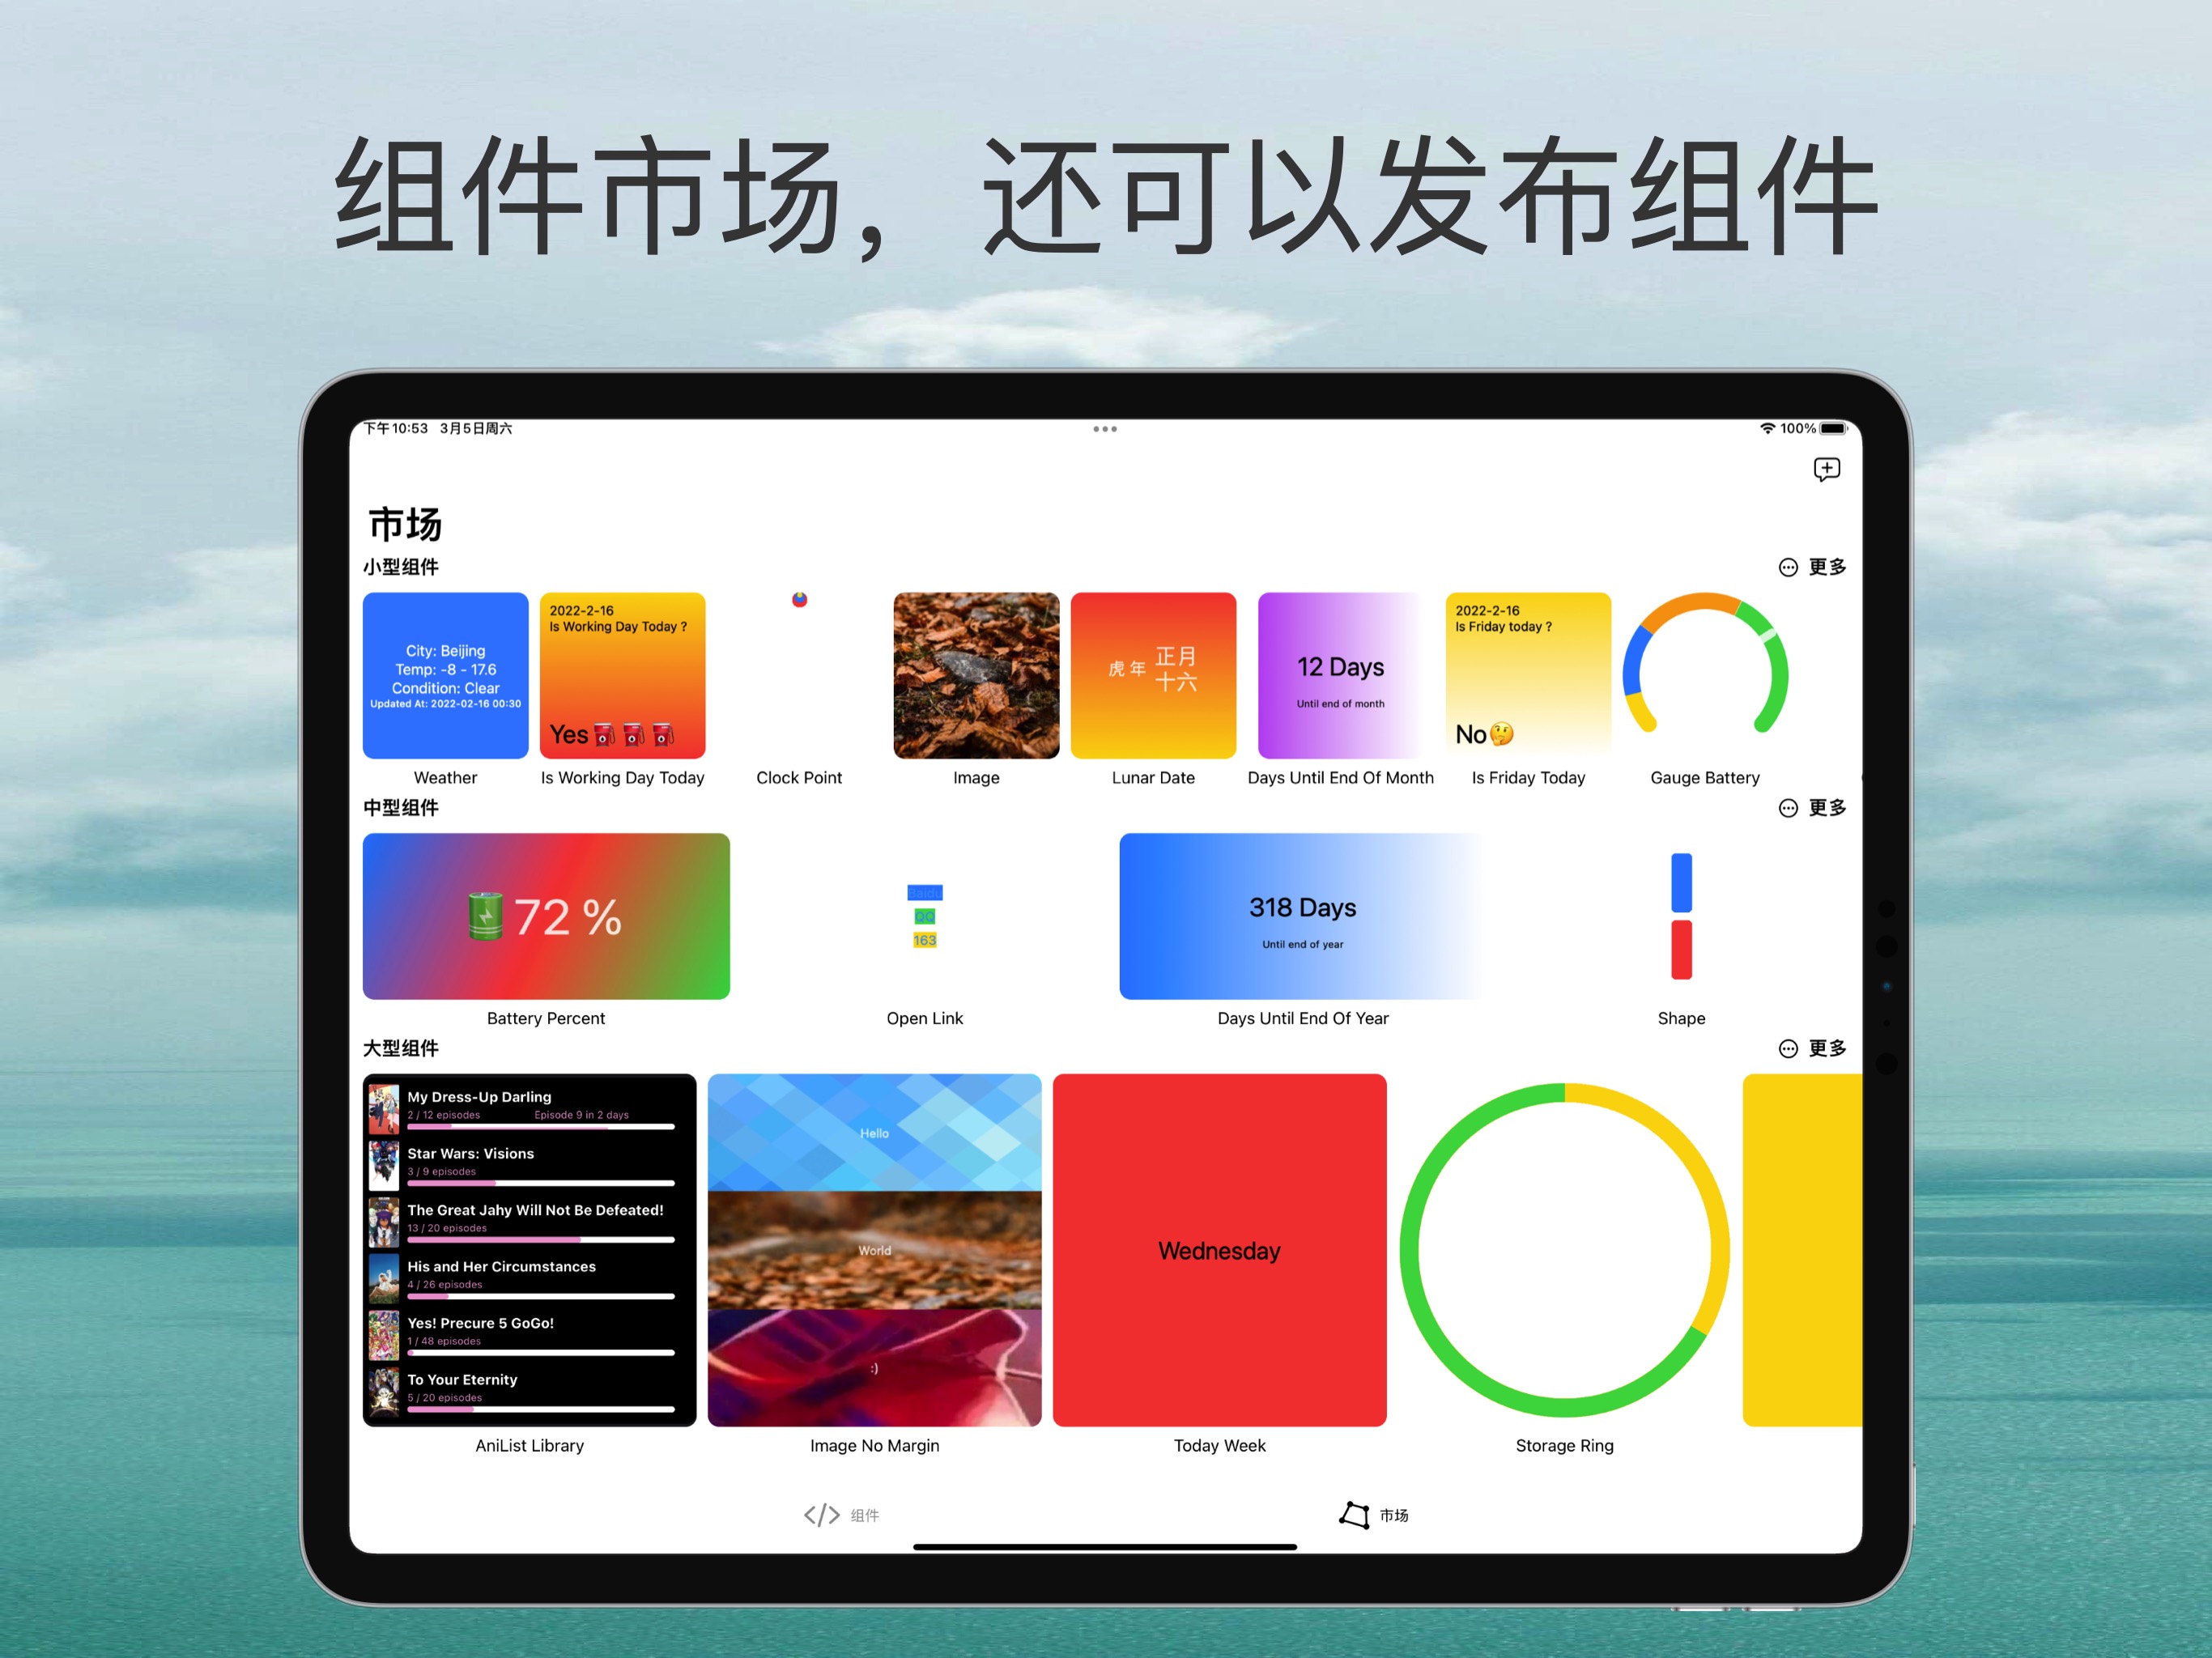 组件市场，还可以发布组件
下午10:53 3月5日周六
100%
市场
小型组件
更多
City: Beijing
Temp: -8 - 17.6
Condition: Clear
Updated At: 2022-02-16 00:30
2022-2-16
Is Working Day Today ?
Yes
虎年
正月
十六
12 Days
Until end of month
2022-2-16
Is Friday today ?
No
Weather
Is Working Day Today
Clock Point
Image
Lunar Date
Days Until End Of Month
Is Friday Today
Gauge Battery
中型组件
更多
72 %
Baidu
QQ
163
318 Days
Until end of year
Battery Percent
Open Link
Days Until End Of Year
Shape
大型组件
更多
My Dress-Up Darling
2 / 12 episodes Episode 9 in 2 days
Star Wars: Visions
3 / 9 episodes
The Great Jahy Will Not Be Defeated!
13 / 20 episodes
His and Her Circumstances
4 / 26 episodes
Yes! Precure 5 GoGo!
1 / 48 episodes
To Your Eternity
5 / 20 episodes
Hello
World
:)
Wednesday
AniList Library
Image No Margin
Today Week
Storage Ring
</> 组件
市场